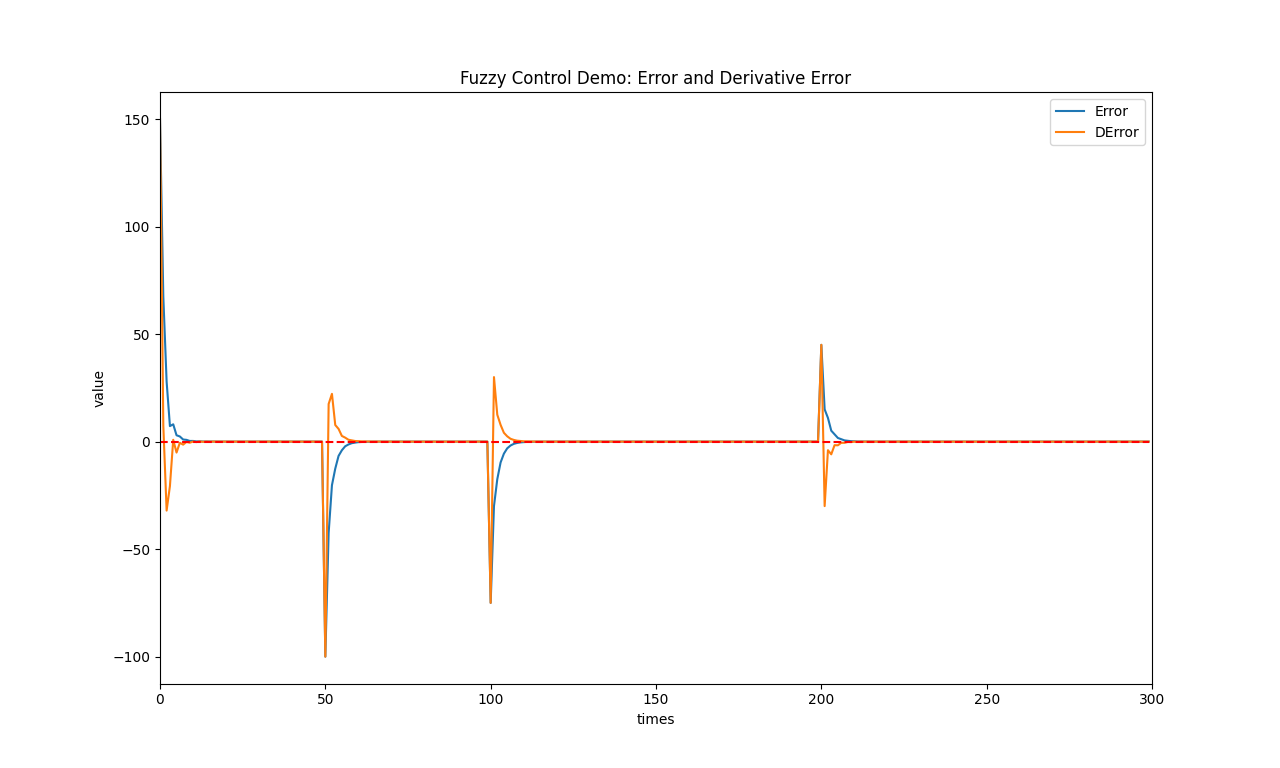 Fuzzy Control Demo: Error and Derivative Error
Error
DError
150
100
50
0
−50
−100
value
0 50 100 150 200 250 300
times